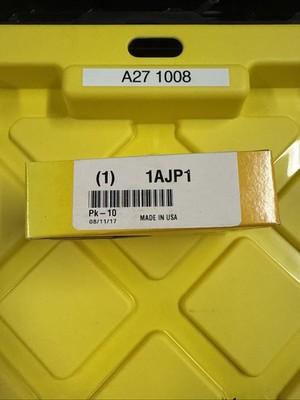 A27 1008
(1) 1AJP1
Pk-10
08/11/17 MADE IN USA